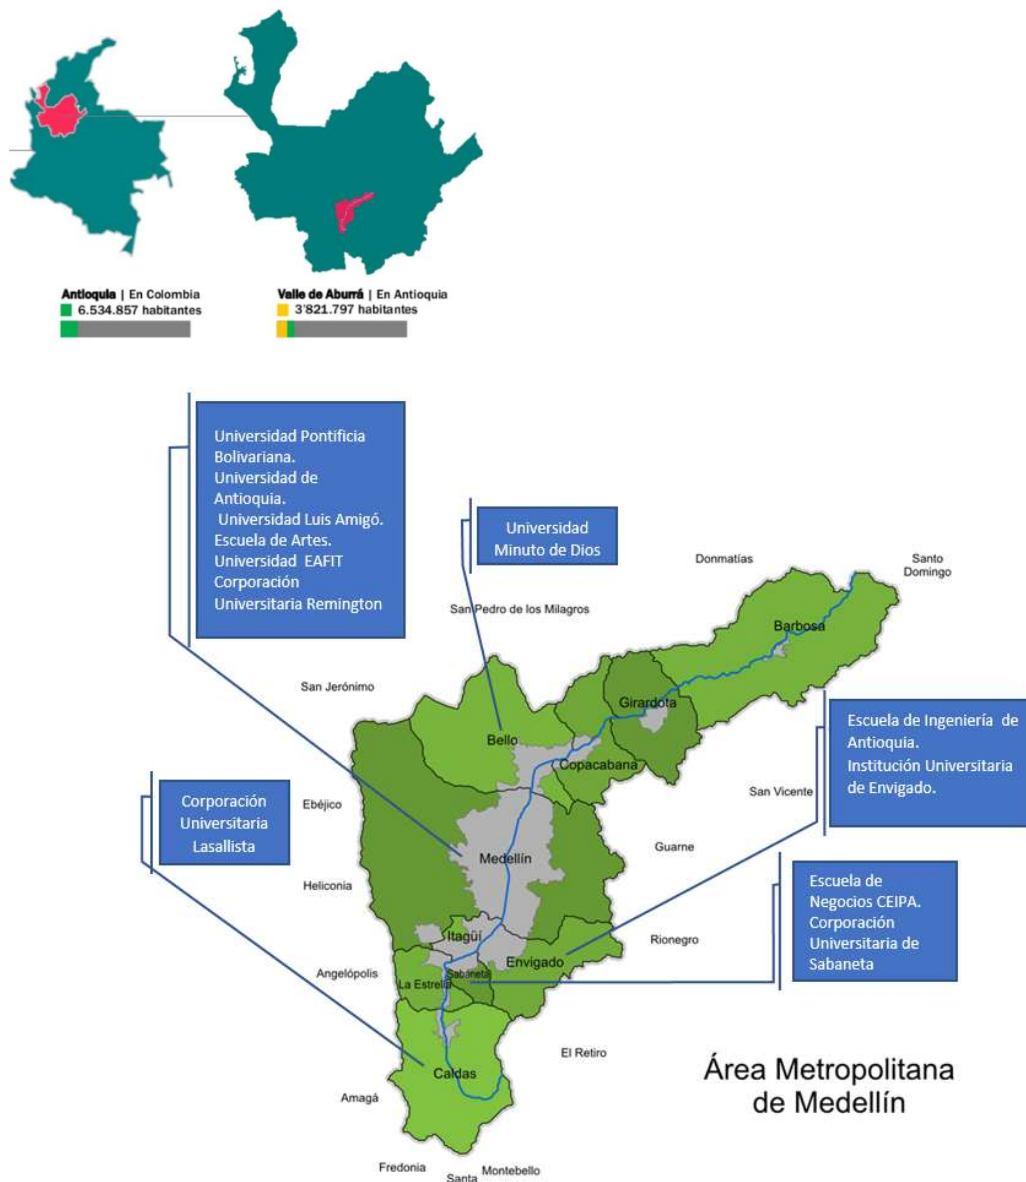 Antioquia | En Colombia
6.534.857 habitantes
Valle de Aburrá | En Antioquia
3'821.797 habitantes
Universidad Pontificia
Bolivariana.
Universidad de
Antioquia.
Universidad Luis Amigó.
Escuela de Artes.
Universidad EAFIT
Corporación
Universitaria Remington
Universidad
Minuto de Dios
Donmatías
Santo
Domingo
San Pedro de los Milagros
Barbosa
San Jerónimo
Girardota
Bello
Copacabana
Escuela de Ingeniería de
Antioquia.
Institución Universitaria
de Envigado.
San Vicente
Ebéjico
Corporación
Universitaria
Lasallista
Medellín
Guarne
Heliconia
Escuela de
Negocios CEIPA.
Corporación
Universitaria de
Sabaneta
Itagüí
Rionegro
Envigado
Angelópolis
La Estrella
Sabaneta
El Retiro
Caldas
Área Metropolitana
de Medellín
Amagá
Fredonia
Santa
Montebello